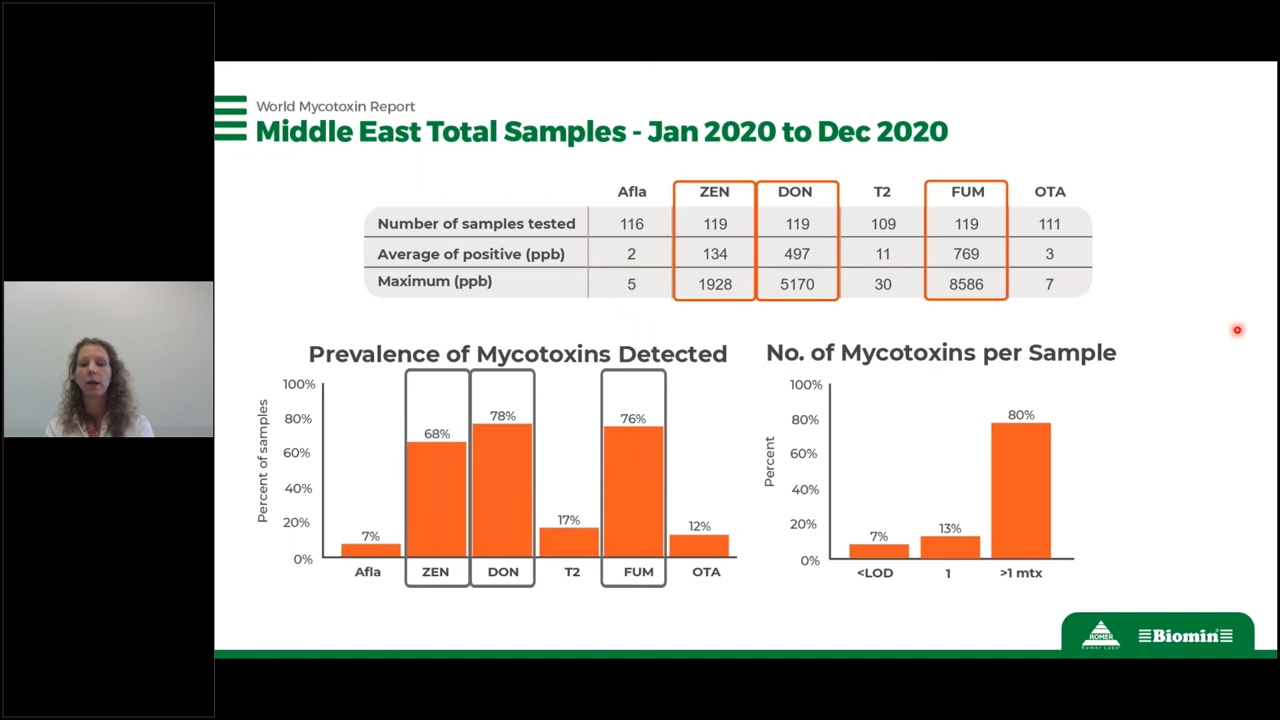 World Mycotoxin Report
Middle East Total Samples - Jan 2020 to Dec 2020
Afla ZEN DON T2 FUM OTA
Number of samples tested 116 119 119 109 119 111
Average of positive (ppb) 2 134 497 11 769 3
Maximum (ppb) 5 1928 5170 30 8586 7
Prevalence of Mycotoxins Detected
Percent of samples
100%
80%
60%
40%
20%
0%
7%
68%
78%
17%
76%
12%
Afla ZEN DON T2 FUM OTA
No. of Mycotoxins per Sample
Percent
100%
80%
60%
40%
20%
0%
7%
13%
80%
<LOD 1 >1 mtx
ROMER
Romer Labs
Biomin